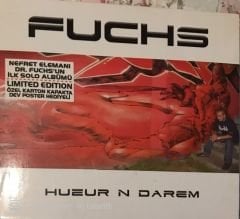 FUCHS
NEFRET ELEMANI
DR. FUCHS'UN
İLK SOLO ALBÜMÜ
LIMITED EDITION
ÖZEL KARTON KAPAKTA
DEV POSTER HEDİYELİ
HUZUR N DAREM